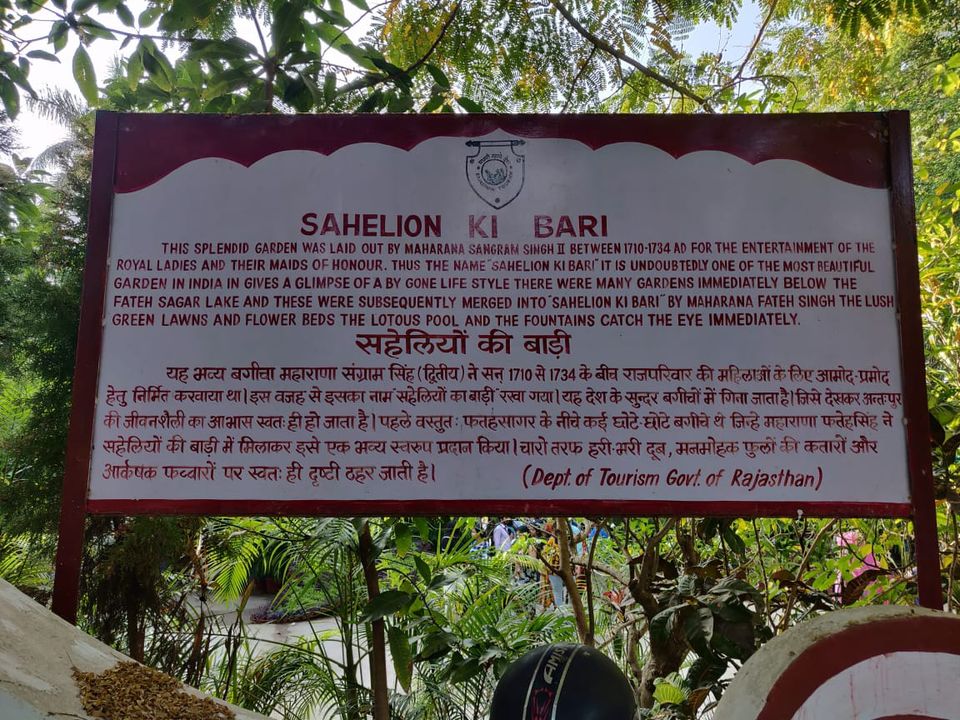 SAHELION KI BARI
THIS SPLENDID GARDEN WAS LAID OUT BY MAHARANA SANGRAM SINGH II BETWEEN 1710-1734 AD FOR THE ENTERTAINMENT OF THE
ROYAL LADIES AND THEIR MAIDS OF HONOUR. THUS THE NAME "SAHELION KI BARI" IT IS UNDOUBTEDLY ONE OF THE MOST BEAUTIFUL
GARDEN IN INDIA IN GIVES A GLIMPSE OF A BY GONE LIFE STYLE THERE WERE MANY GARDENS IMMEDIATELY BELOW THE
FATEH SAGAR LAKE AND THESE WERE SUBSEQUENTLY MERGED INTO "SAHELION KI BARI" BY MAHARANA FATEH SINGH THE LUSH
GREEN LAWNS AND FLOWER BEDS THE LOTOUS POOL AND THE FOUNTAINS CATCH THE EYE IMMEDIATELY.
सहेलियों की बाड़ी
यह भव्य बगीचा महाराणा संग्राम सिंह (द्वितीय) ने सन् 1710 से 1734 के बीच राजपरिवार की महिलाओं के लिए आमोद-प्रमोद
हेतु निर्मित करवाया था। इस वजह से इसका नाम 'सहेलियों का बाड़ी' रखा गया। यह देश के सुन्दर बगीचों में गिना जाता है। जिसे देखकर अन्तःपुर
की जीवनशैली का आभास स्वतः ही हो जाता है। पहले वस्तुतः फतहसागर के नीचे कई छोटे-छोटे बगीचे थे जिन्हे महाराणा फतेहसिंह ने
सहेलियों की बाड़ी में मिलाकर इसे एक भव्य स्वरुप प्रदान किया। चारो तरफ हरी-भरी दूब, मनमोहक फुलों की कतारों और
आर्कषक फव्वारों पर स्वतः ही दृष्टी ठहर जाती है।
(Dept. of Tourism Govt. of Rajasthan)